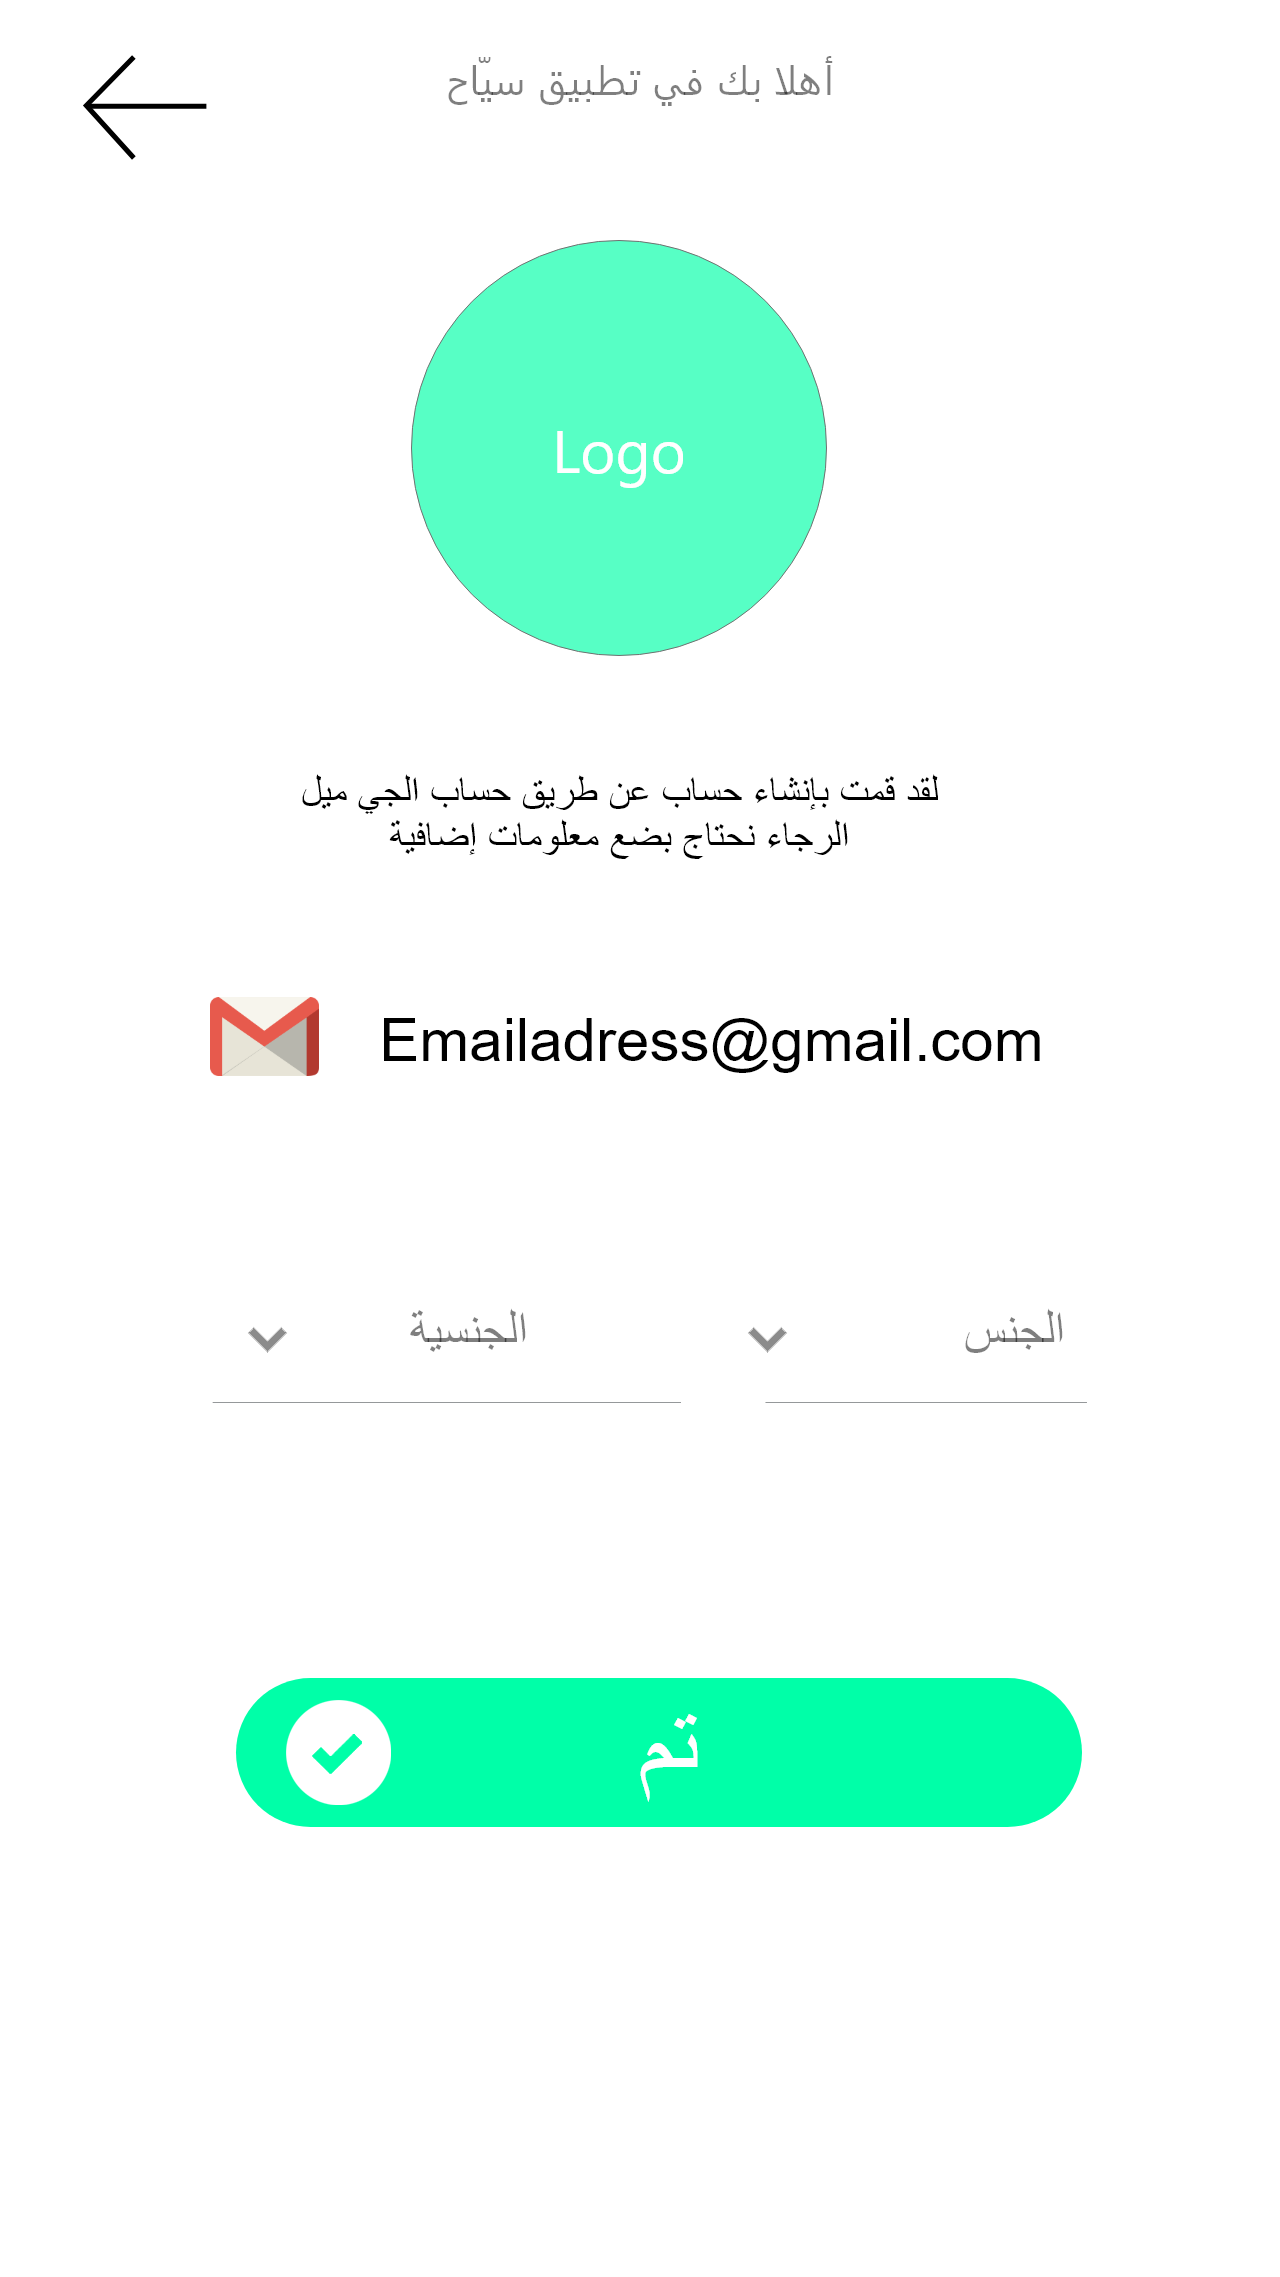 أهلا بك في تطبيق سيّاح
Logo
لقد قمت بإنشاء حساب عن طريق حساب الجي ميل
الرجاء نحتاج بضع معلومات إضافية
Emailadress@gmail.com
الجنس
الجنسية
تم